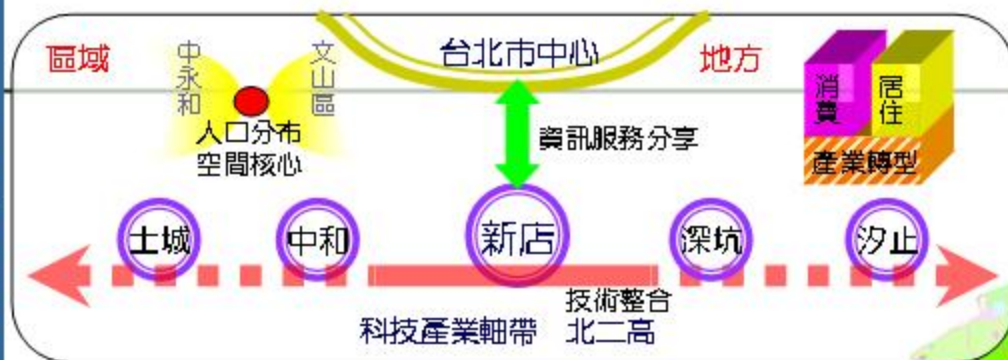 區域
中永和
文山區
台北市中心
地方
消費
居住
人口分布
空間核心
資訊服務分享
產業轉型
土城
中和
新店
深坑
汐止
技術整合
科技產業軸帶 北二高